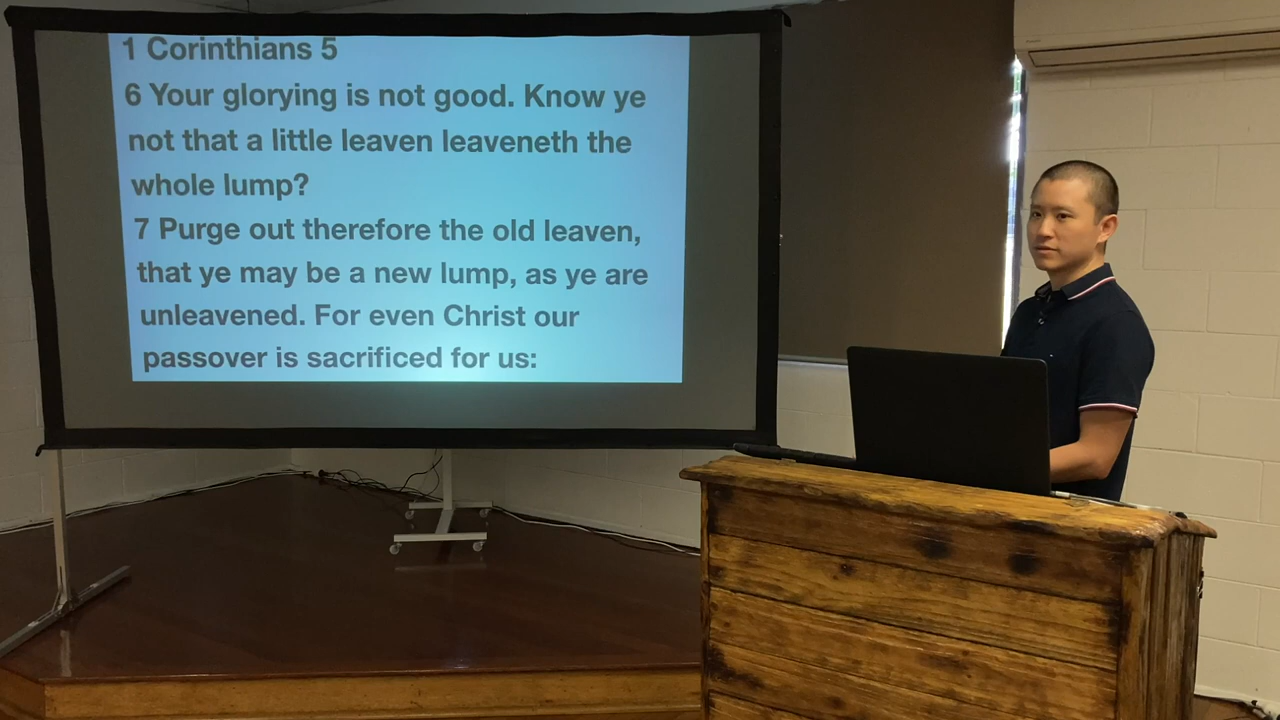 1 Corinthians 5
6 Your glorying is not good. Know ye
not that a little leaven leaveneth the
whole lump?
7 Purge out therefore the old leaven,
that ye may be a new lump, as ye are
unleavened. For even Christ our
passover is sacrificed for us: